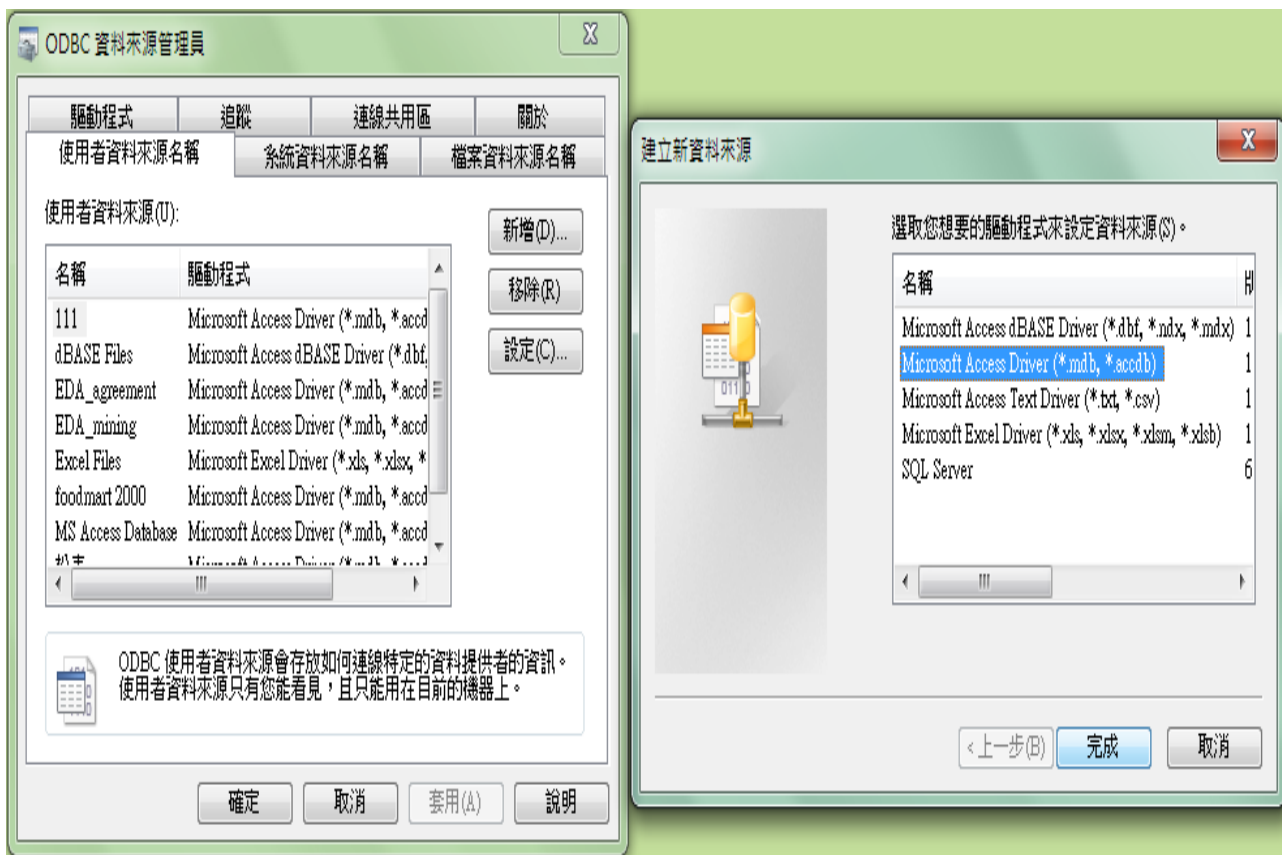 ODBC 資料來源管理員
驅動程式 追蹤 連線共用區 關於
使用者資料來源名稱 系統資料來源名稱 檔案資料來源名稱
使用者資料來源(U):
名稱 驅動程式
111 Microsoft Access Driver (*.mdb, *.accd
dBASE Files Microsoft Access dBASE Driver (*.dbf,
EDA_agreement Microsoft Access Driver (*.mdb, *.accd
EDA_mining Microsoft Access Driver (*.mdb, *.accd
Excel Files Microsoft Excel Driver (*.xls, *.xlsx, *
foodmart 2000 Microsoft Access Driver (*.mdb, *.accd
MS Access Database Microsoft Access Driver (*.mdb, *.accd
新增(D)...
移除(R)
設定(C)...
ODBC 使用者資料來源會存放如何連線特定的資料提供者的資訊。
使用者資料來源只有您能看見，且只能用在目前的機器上。
確定 取消 套用(A) 說明
建立新資料來源
選取您想要的驅動程式來設定資料來源(S)。
名稱
Microsoft Access dBASE Driver (*.dbf, *.ndx, *.mdx) 1
Microsoft Access Driver (*.mdb, *.accdb) 1
Microsoft Access Text Driver (*.txt, *.csv) 1
Microsoft Excel Driver (*.xls, *.xlsx, *.xlsm, *.xlsb) 1
SQL Server 6
<上一步(B) 完成 取消